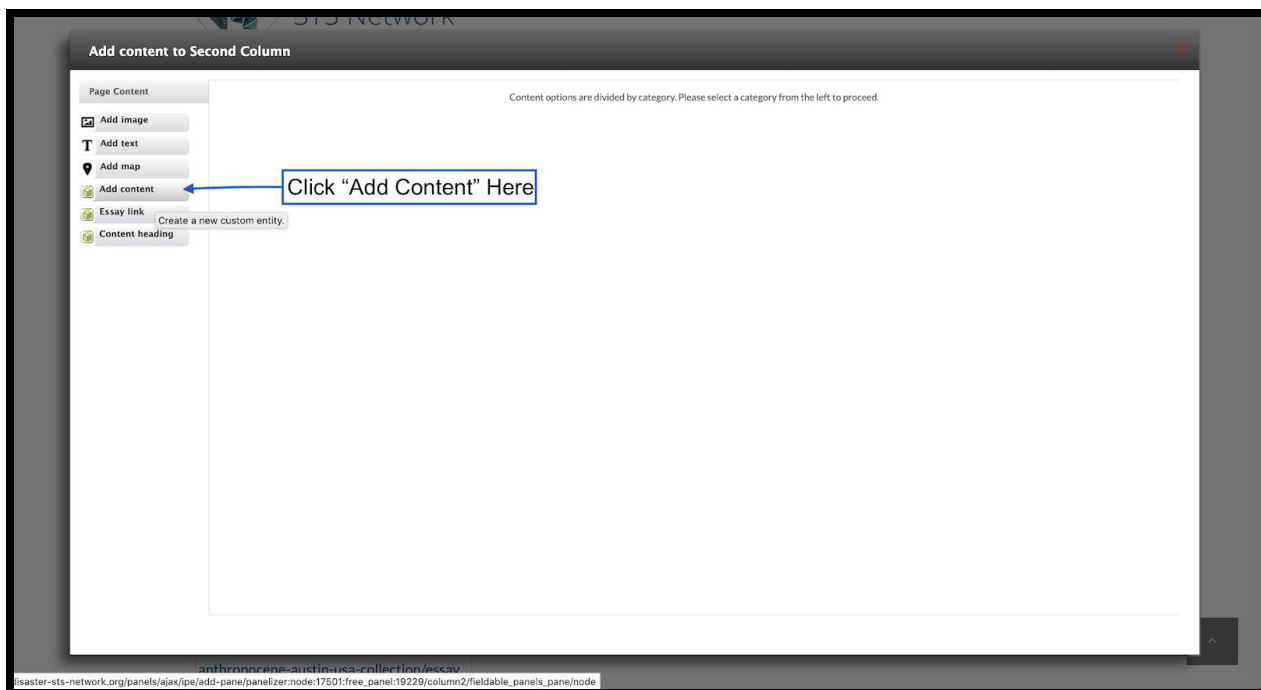 STS Network
Add content to Second Column
Page Content
Content options are divided by category. Please select a category from the left to proceed.
Add image
Add text
Add map
Add content
Click “Add Content” Here
Essay link
Create a new custom entity.
Content heading
anthropocene-austin-usa-collection/essay
disaster-sts-network.org/panels/ajax/ipe/add-pane/panelizer:node:17501:free_panel:19229/column2/fieldable_panels_pane/node